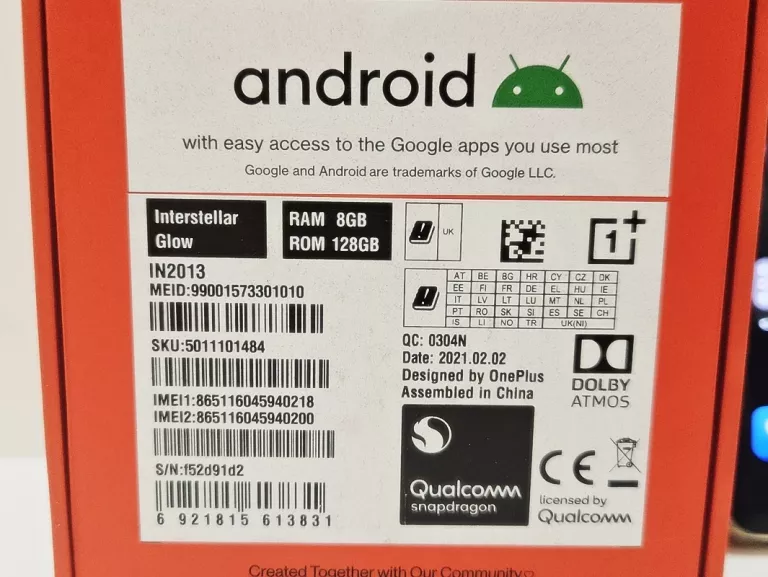 android
with easy access to the Google apps you use most
Google and Android are trademarks of Google LLC.
Interstellar
Glow
RAM 8GB
ROM 128GB
UK
1+
IN2013
MEID:99001573301010
SKU:5011101484
IMEI1:865116045940218
IMEI2:865116045940200
S/N:f52d91d2
6 921815 613831
AT BE BG HR CY CZ DK
EE FI FR DE EL HU IE
IT LV LT LU MT NL PL
PT RO SK SI ES SE CH
IS LI NO TR UK(NI)
QC: 0304N
Date: 2021.02.02
Designed by OnePlus
Assembled in China
DOLBY
ATMOS
Qualcomm
snapdragon
CE
licensed by
Qualcomm
Created Together with Our Community